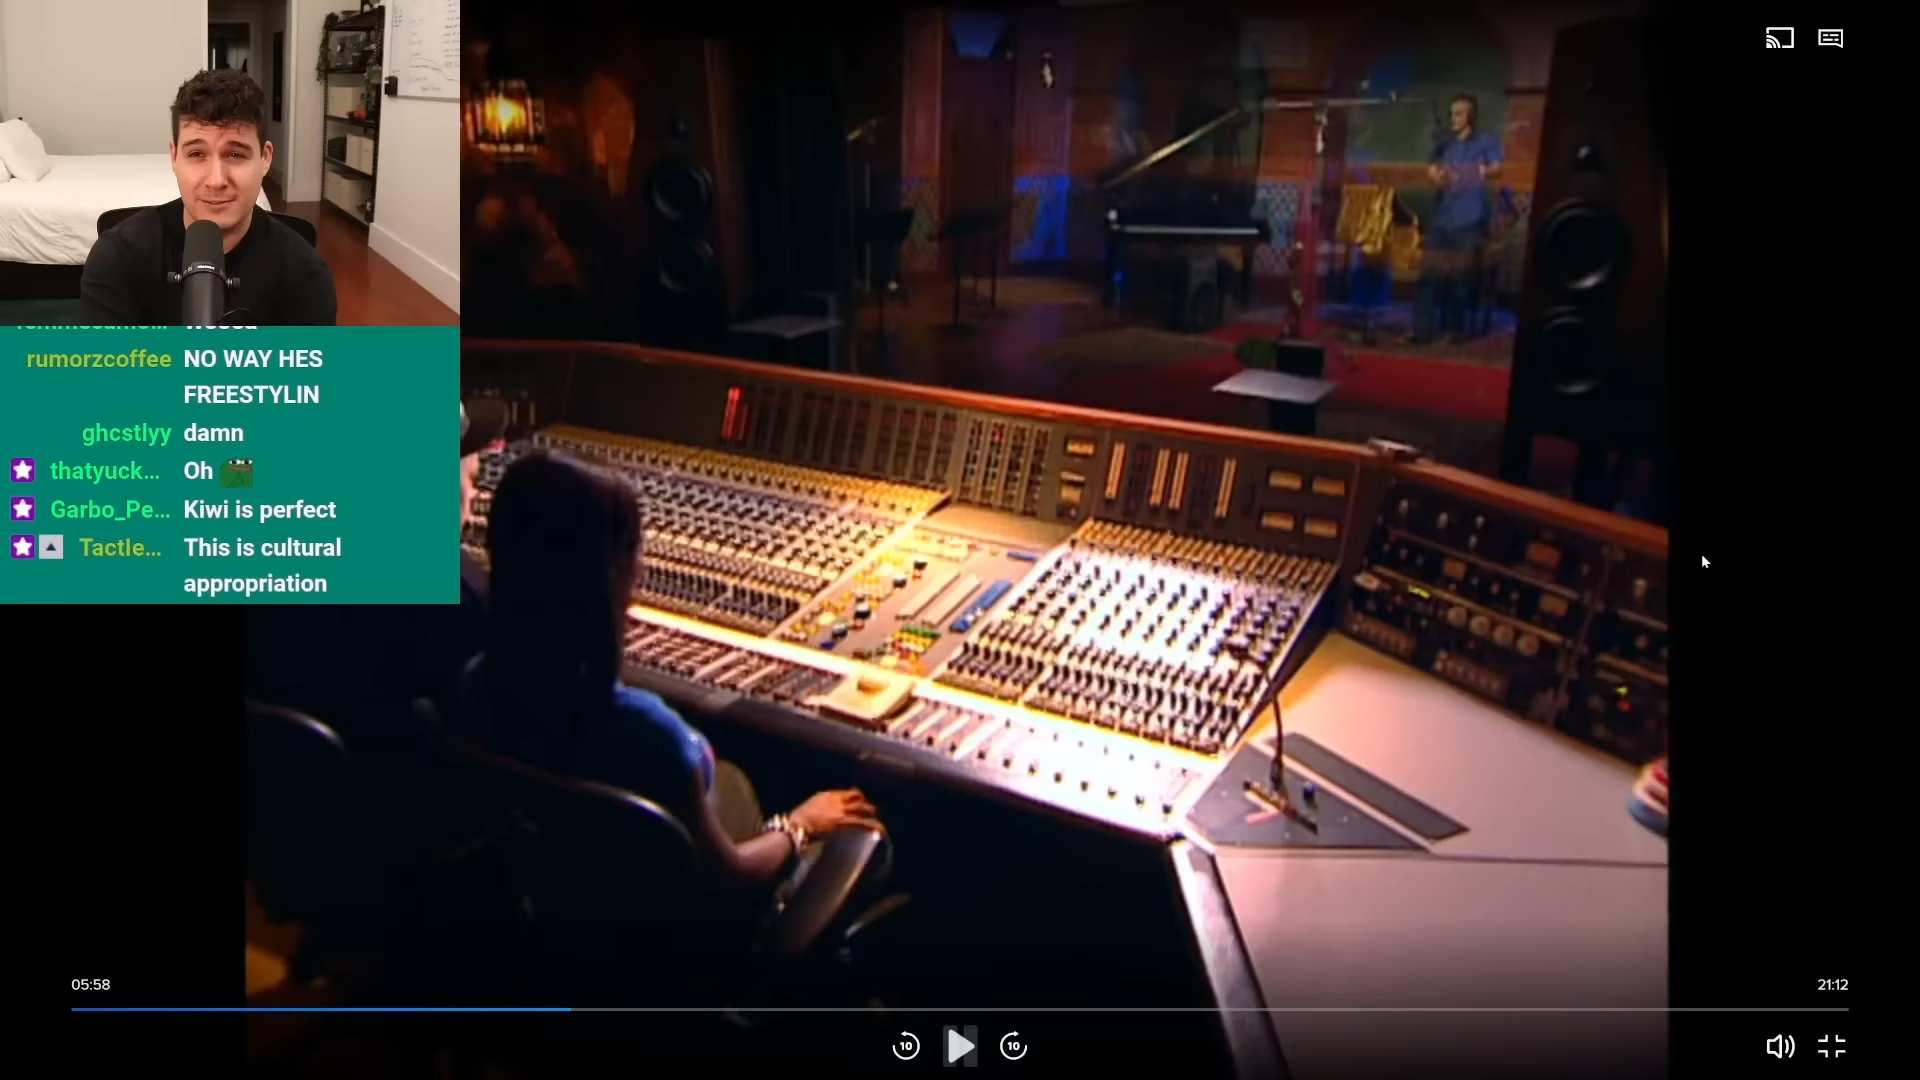 rumorzcoffee NO WAY HES
FREESTYLIN
ghcstlyy damn
thatyuck... Oh
Garbo_Pe... Kiwi is perfect
Tactle... This is cultural
appropriation
05:58
21:12
10
10